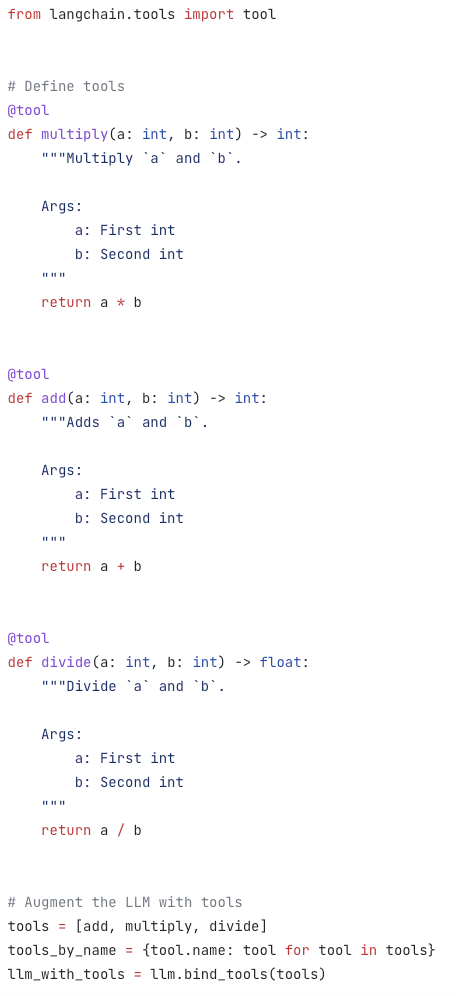 from langchain.tools import tool


# Define tools
@tool
def multiply(a: int, b: int) -> int:
    """Multiply `a` and `b`.

    Args:
        a: First int
        b: Second int
    """
    return a * b


@tool
def add(a: int, b: int) -> int:
    """Adds `a` and `b`.

    Args:
        a: First int
        b: Second int
    """
    return a + b


@tool
def divide(a: int, b: int) -> float:
    """Divide `a` and `b`.

    Args:
        a: First int
        b: Second int
    """
    return a / b


# Augment the LLM with tools
tools = [add, multiply, divide]
tools_by_name = {tool.name: tool for tool in tools}
llm_with_tools = llm.bind_tools(tools)